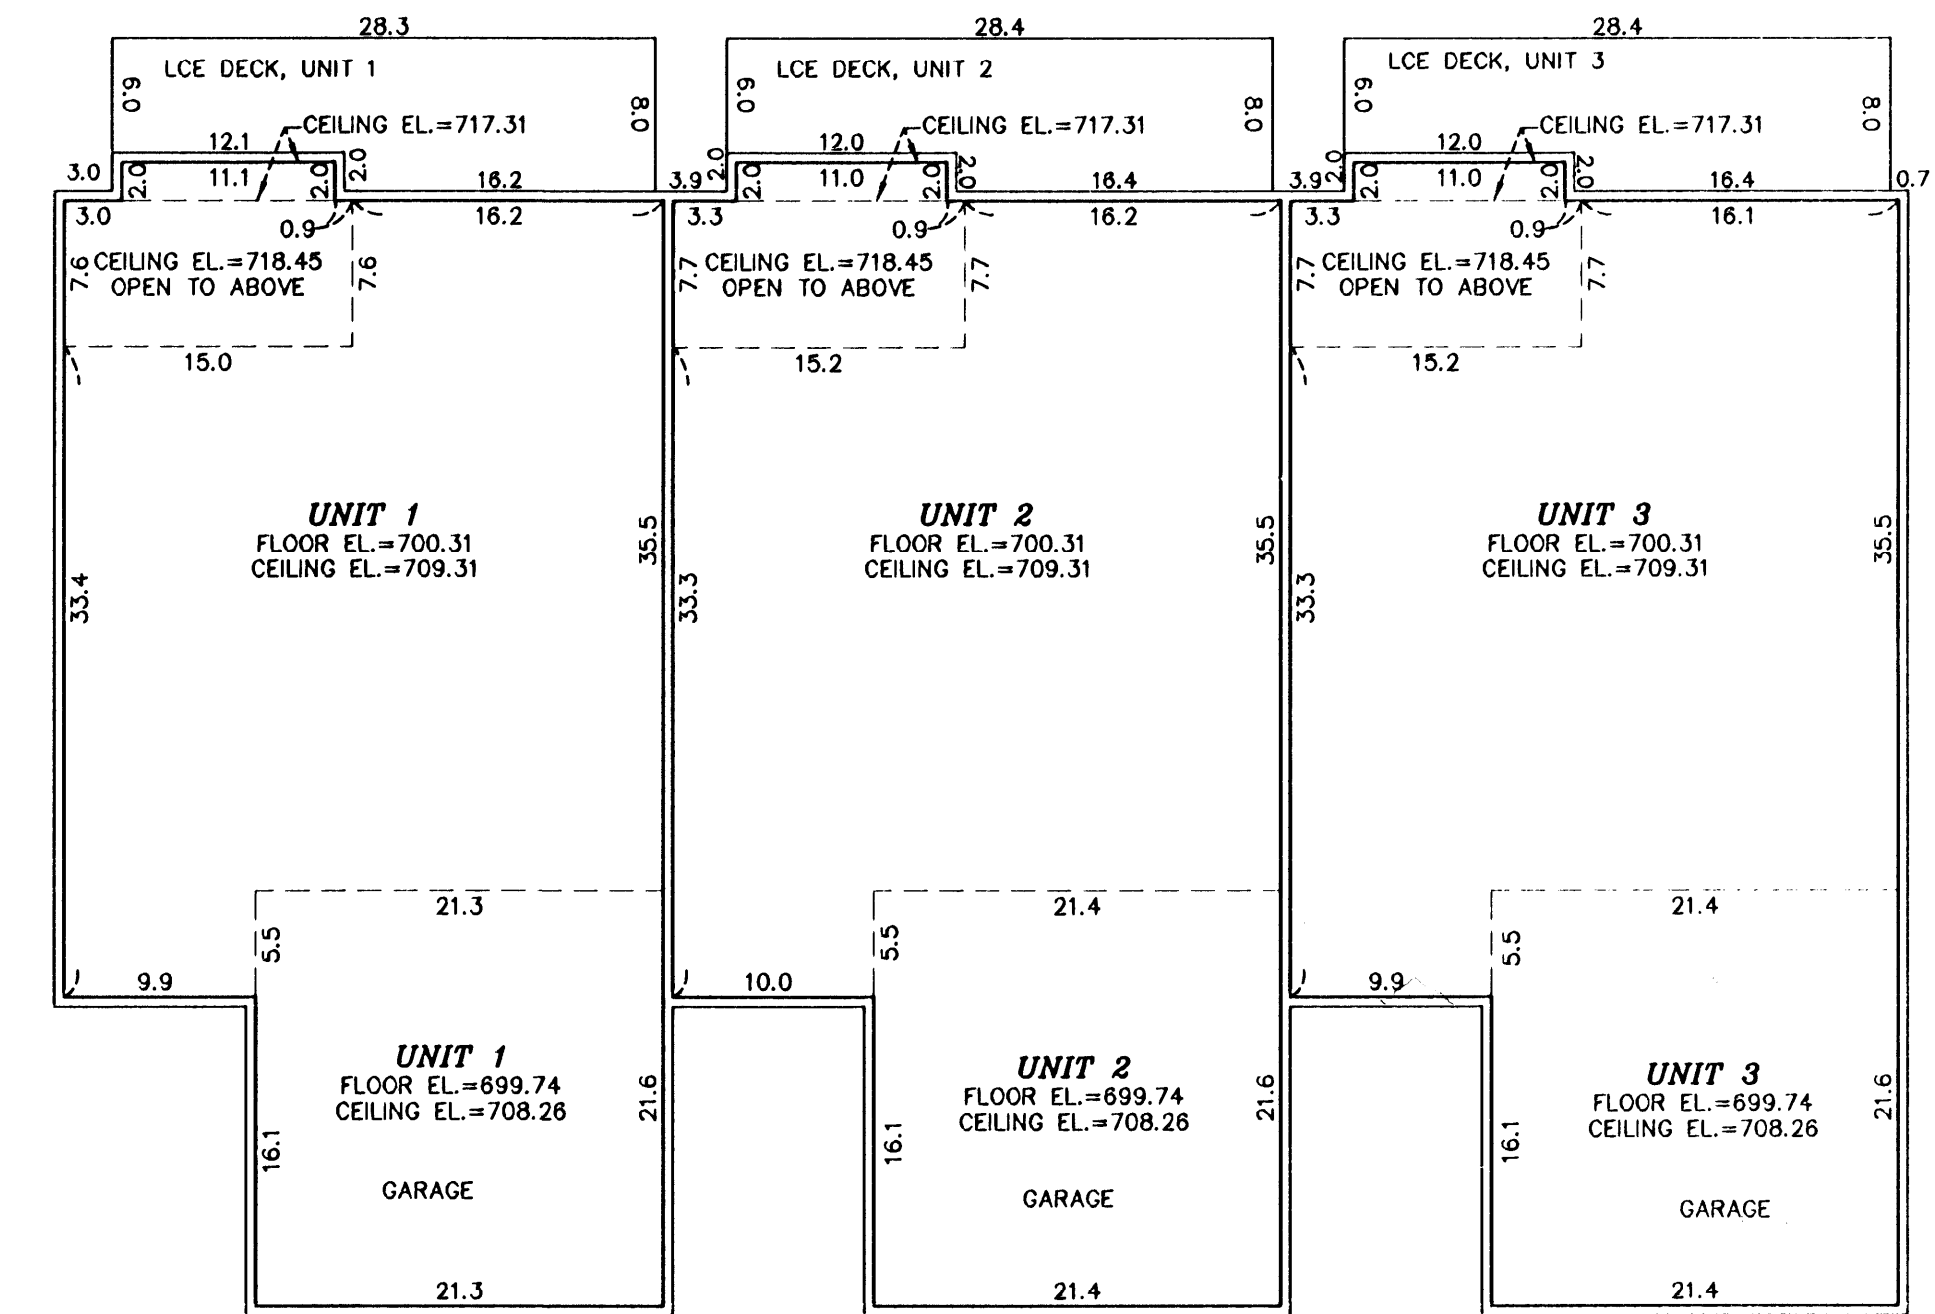 28.3
28.4
28.4
LCE DECK, UNIT 1
LCE DECK, UNIT 2
LCE DECK, UNIT 3
6.0
8.0
6.0
8.0
6.0
8.0
CEILING EL.=717.31
CEILING EL.=717.31
CEILING EL.=717.31
12.1
12.0
12.0
3.0
2.0
11.1
2.0
2.0
16.2
3.9
2.0
2.0
11.0
2.0
2.0
16.4
3.9
2.0
2.0
11.0
2.0
2.0
16.4
0.7
3.0
0.9
16.2
3.3
0.9
16.2
3.3
0.9
16.1
7.6
CEILING EL.=718.45
OPEN TO ABOVE
7.6
7.7
CEILING EL.=718.45
OPEN TO ABOVE
7.7
7.7
CEILING EL.=718.45
OPEN TO ABOVE
7.7
15.0
15.2
15.2
UNIT 1
FLOOR EL.=700.31
CEILING EL.=709.31
UNIT 2
FLOOR EL.=700.31
CEILING EL.=709.31
UNIT 3
FLOOR EL.=700.31
CEILING EL.=709.31
33.4
35.5
33.3
35.5
33.3
35.5
21.3
21.4
21.4
5.5
5.5
5.5
9.9
10.0
9.9
UNIT 1
FLOOR EL.=699.74
CEILING EL.=708.26
UNIT 2
FLOOR EL.=699.74
CEILING EL.=708.26
UNIT 3
FLOOR EL.=699.74
CEILING EL.=708.26
16.1
21.6
16.1
21.6
16.1
21.6
GARAGE
GARAGE
GARAGE
21.3
21.4
21.4